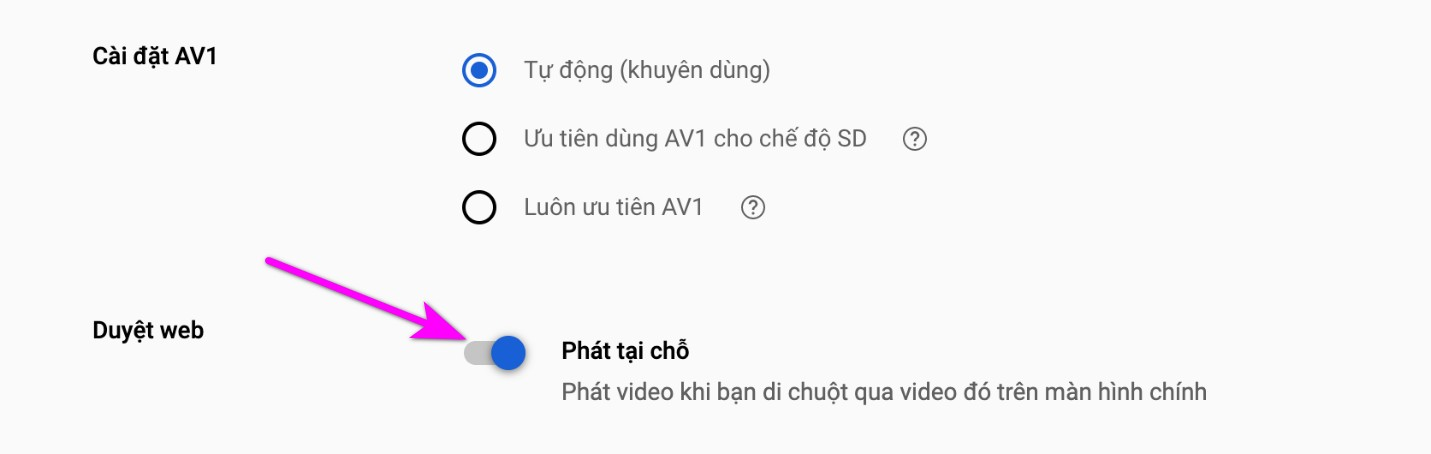 Cài đặt AV1
Tự động (khuyên dùng)
Ưu tiên dùng AV1 cho chế độ SD ?
Luôn ưu tiên AV1 ?
Duyệt web
Phát tại chỗ
Phát video khi bạn di chuột qua video đó trên màn hình chính